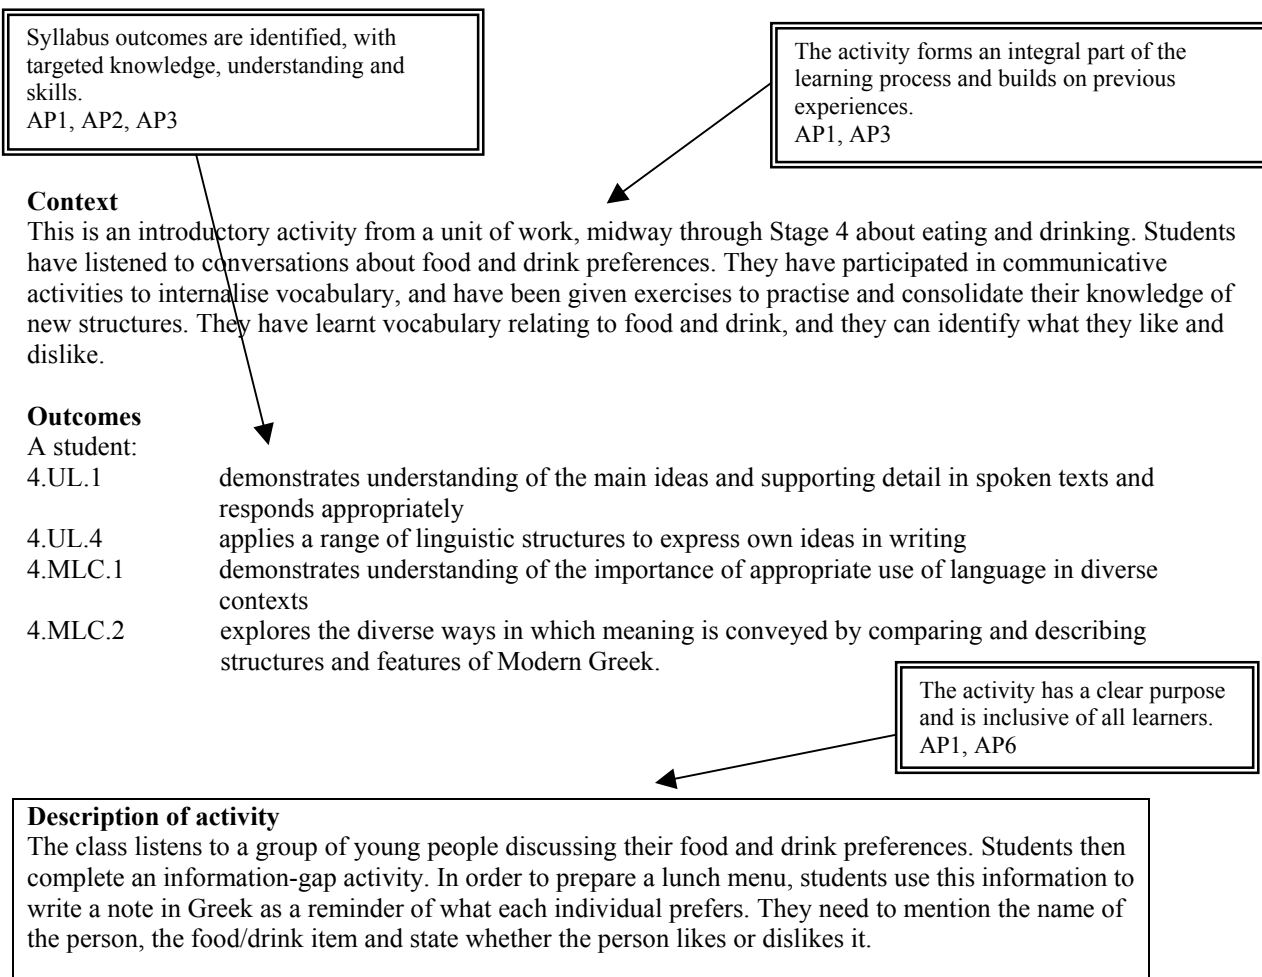 Syllabus outcomes are identified, with
targeted knowledge, understanding and
skills.
AP1, AP2, AP3
The activity forms an integral part of the
learning process and builds on previous
experiences.
AP1, AP3
Context
This is an introductory activity from a unit of work, midway through Stage 4 about eating and drinking. Students
have listened to conversations about food and drink preferences. They have participated in communicative
activities to internalise vocabulary, and have been given exercises to practise and consolidate their knowledge of
new structures. They have learnt vocabulary relating to food and drink, and they can identify what they like and
dislike.
Outcomes
A student:
4.UL.1 demonstrates understanding of the main ideas and supporting detail in spoken texts and
responds appropriately
4.UL.4 applies a range of linguistic structures to express own ideas in writing
4.MLC.1 demonstrates understanding of the importance of appropriate use of language in diverse
contexts
4.MLC.2 explores the diverse ways in which meaning is conveyed by comparing and describing
structures and features of Modern Greek.
The activity has a clear purpose
and is inclusive of all learners.
AP1, AP6
Description of activity
The class listens to a group of young people discussing their food and drink preferences. Students then
complete an information-gap activity. In order to prepare a lunch menu, students use this information to
write a note in Greek as a reminder of what each individual prefers. They need to mention the name of
the person, the food/drink item and state whether the person likes or dislikes it.